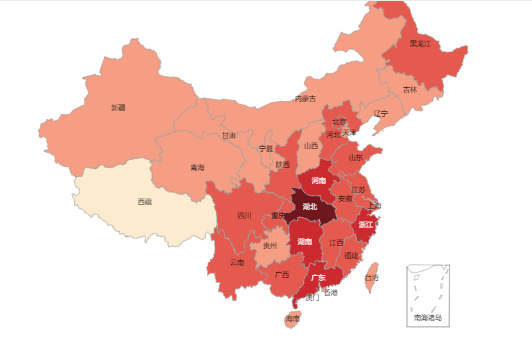 黑龙江
吉林
辽宁
内蒙古
新疆
北京
天津
河北
甘肃
宁夏
山西
山东
陕西
青海
河南
江苏
安徽
上海
西藏
湖北
四川
重庆
浙江
湖南
江西
贵州
福建
云南
广西
广东
台湾
香港
澳门
海南
南海诸岛